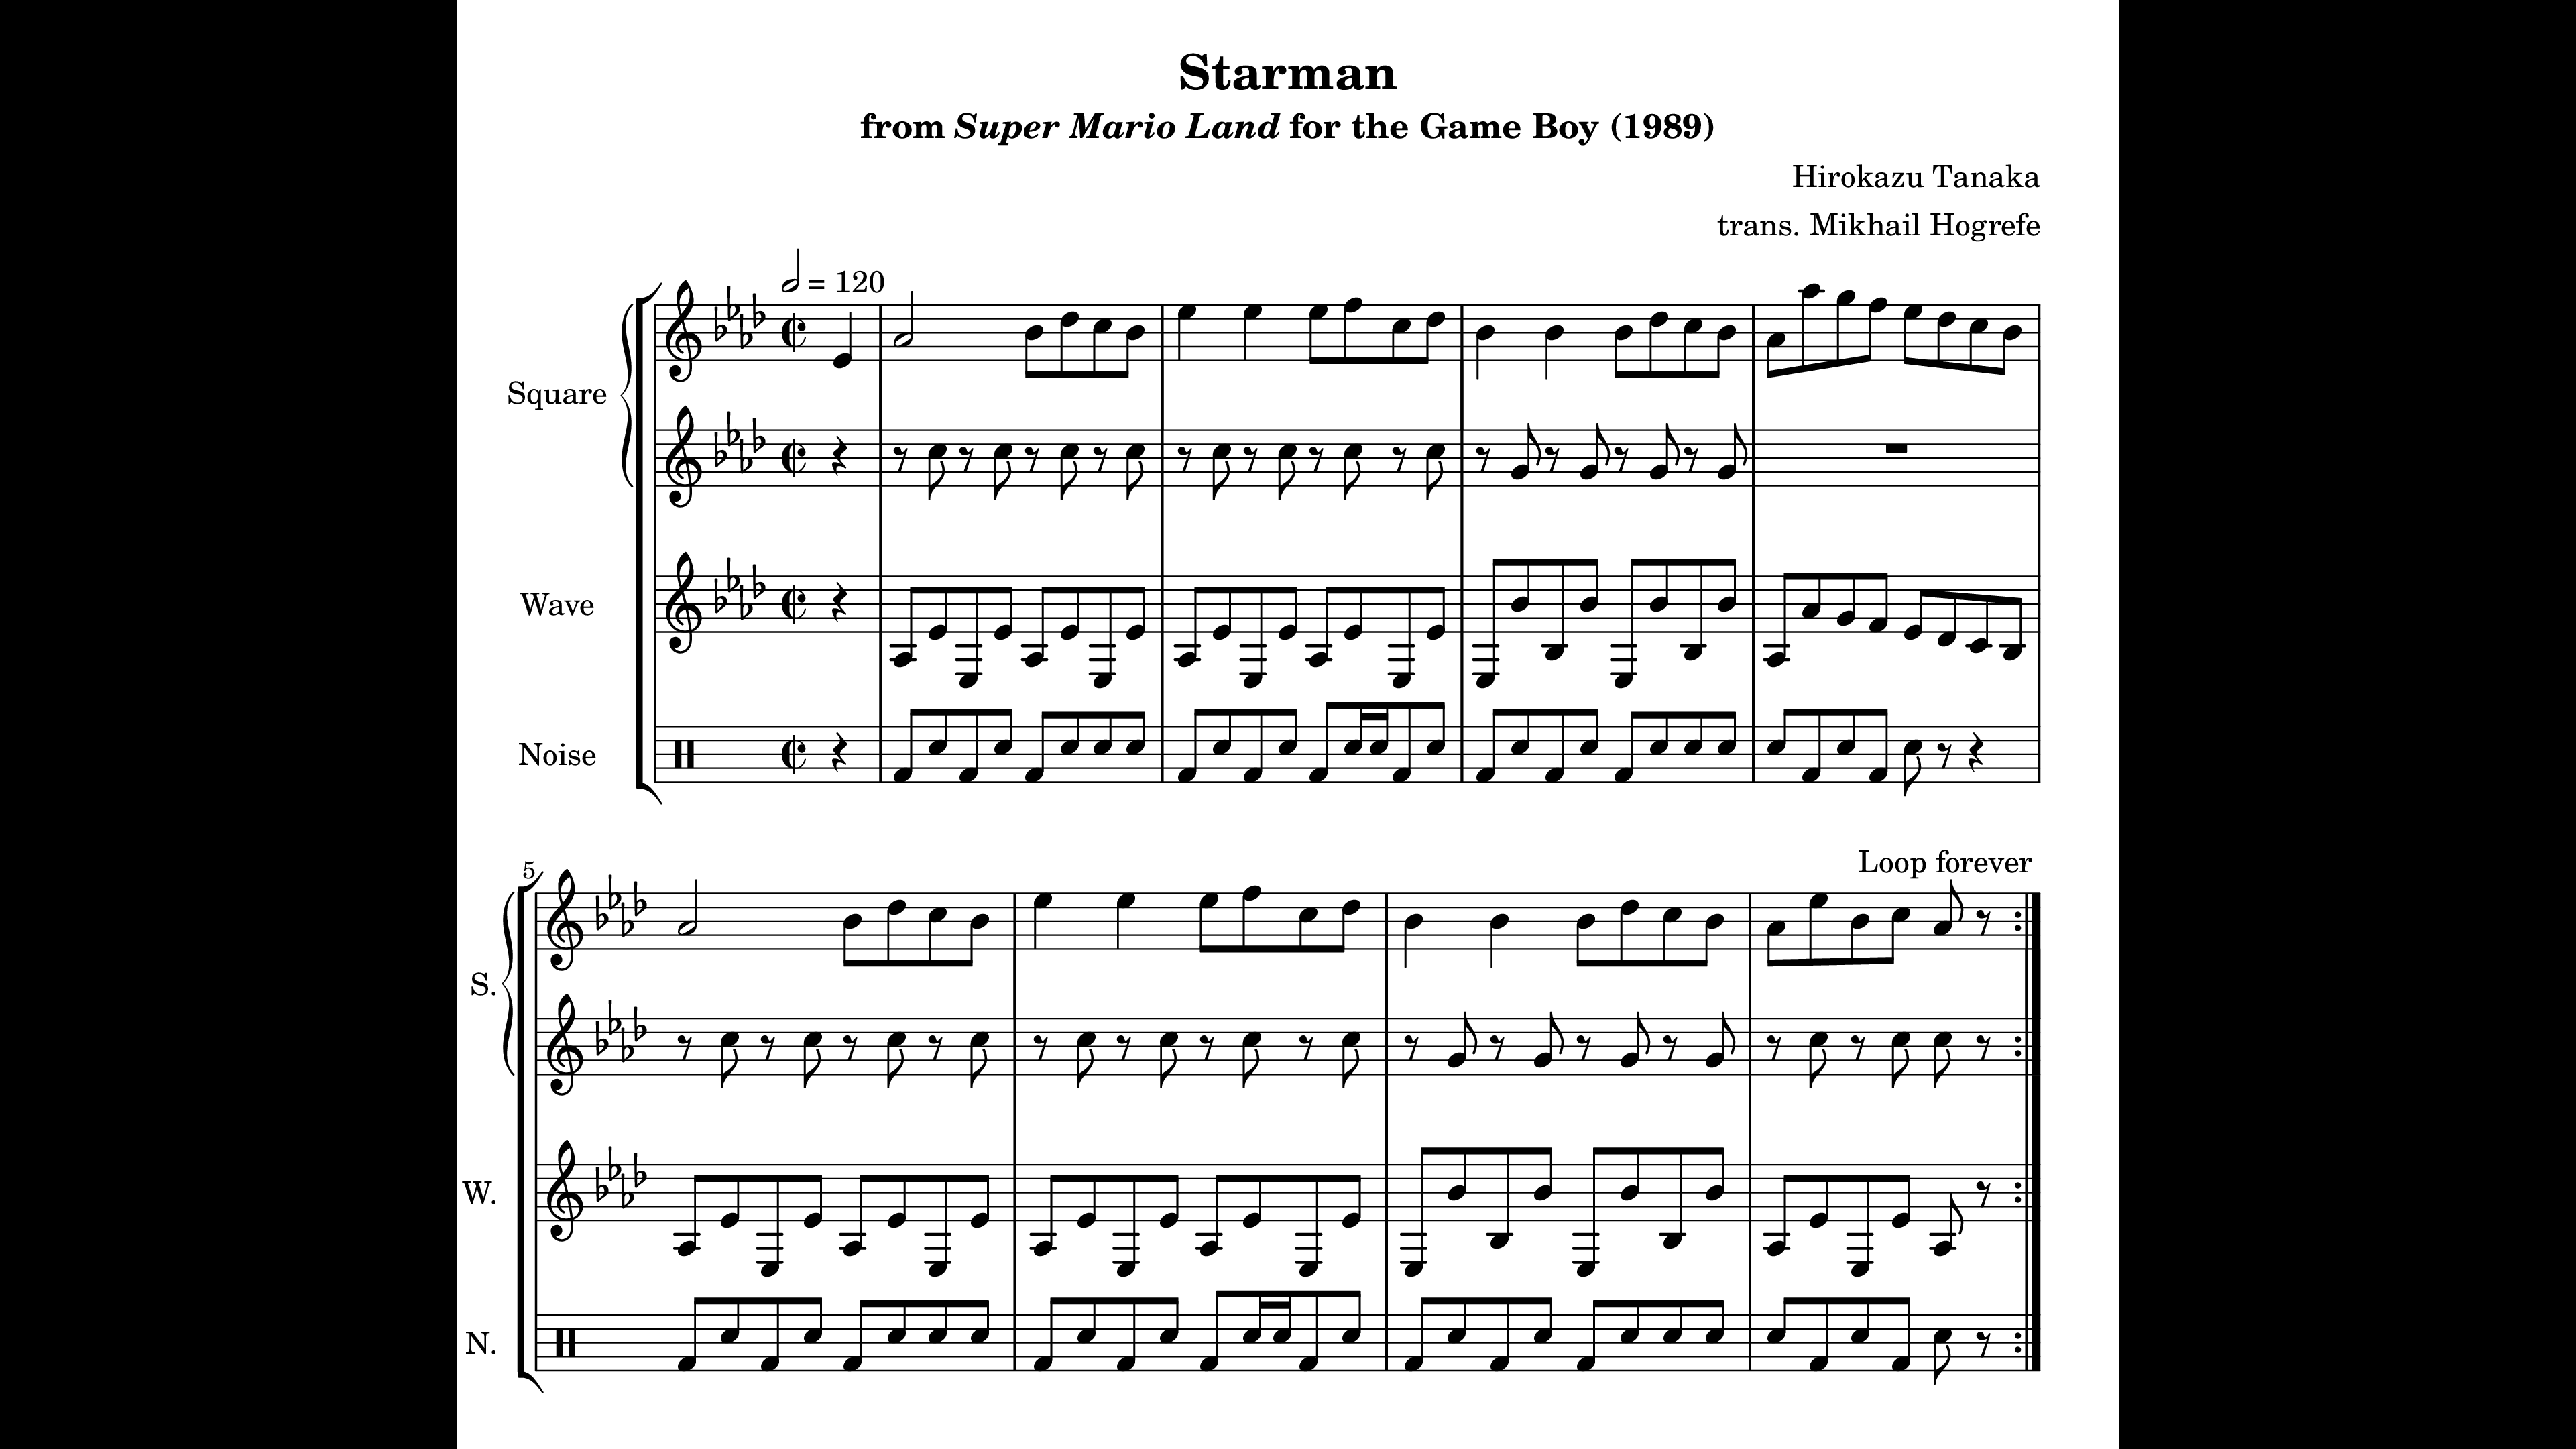 Starman
from Super Mario Land for the Game Boy (1989)
Hirokazu Tanaka
trans. Mikhail Hogrefe
= 120
Square
Wave
Noise
5
Loop forever
S.
W.
N.